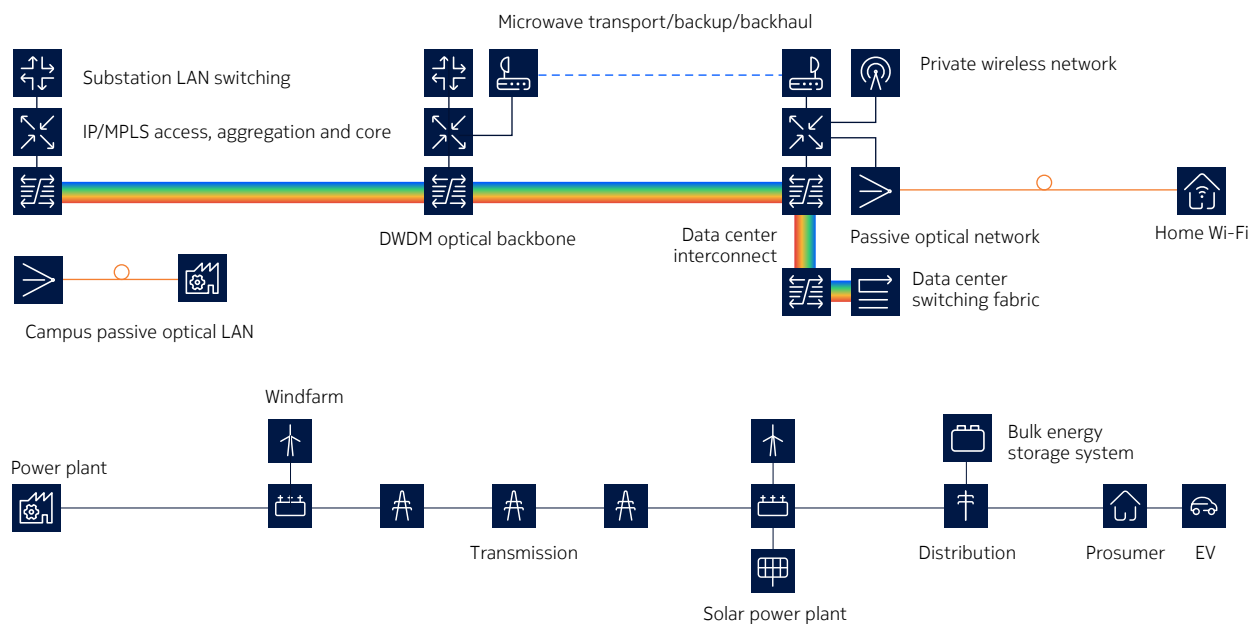 Microwave transport/backup/backhaul
Substation LAN switching
Private wireless network
IP/MPLS access, aggregation and core
DWDM optical backbone
Data center
interconnect
Passive optical network
Home Wi-Fi
Data center
switching fabric
Campus passive optical LAN
Windfarm
Bulk energy
storage system
Power plant
Transmission
Distribution
Prosumer
EV
Solar power plant